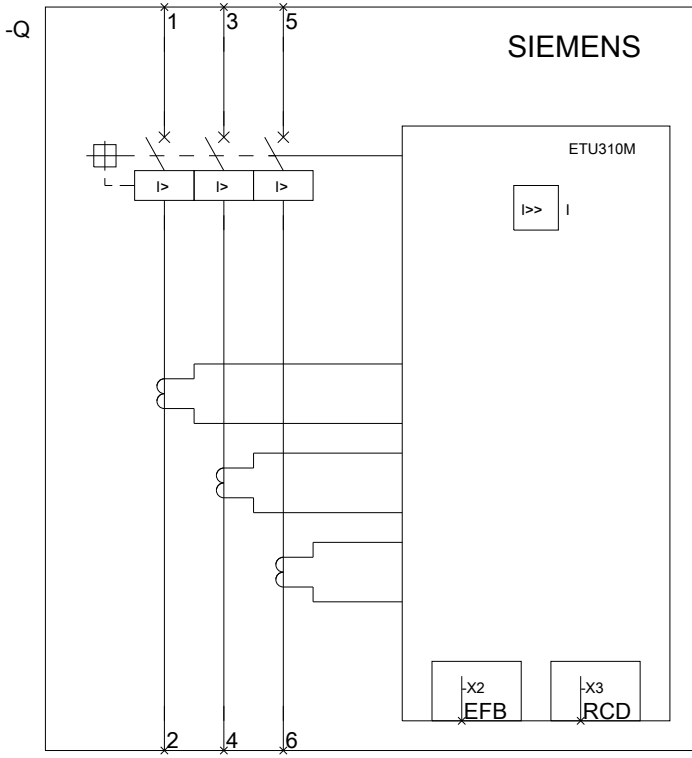 -Q
1 3 5
SIEMENS
ETU310M
I> I> I>
I>> I
-X2 -X3
EFB RCD
2 4 6